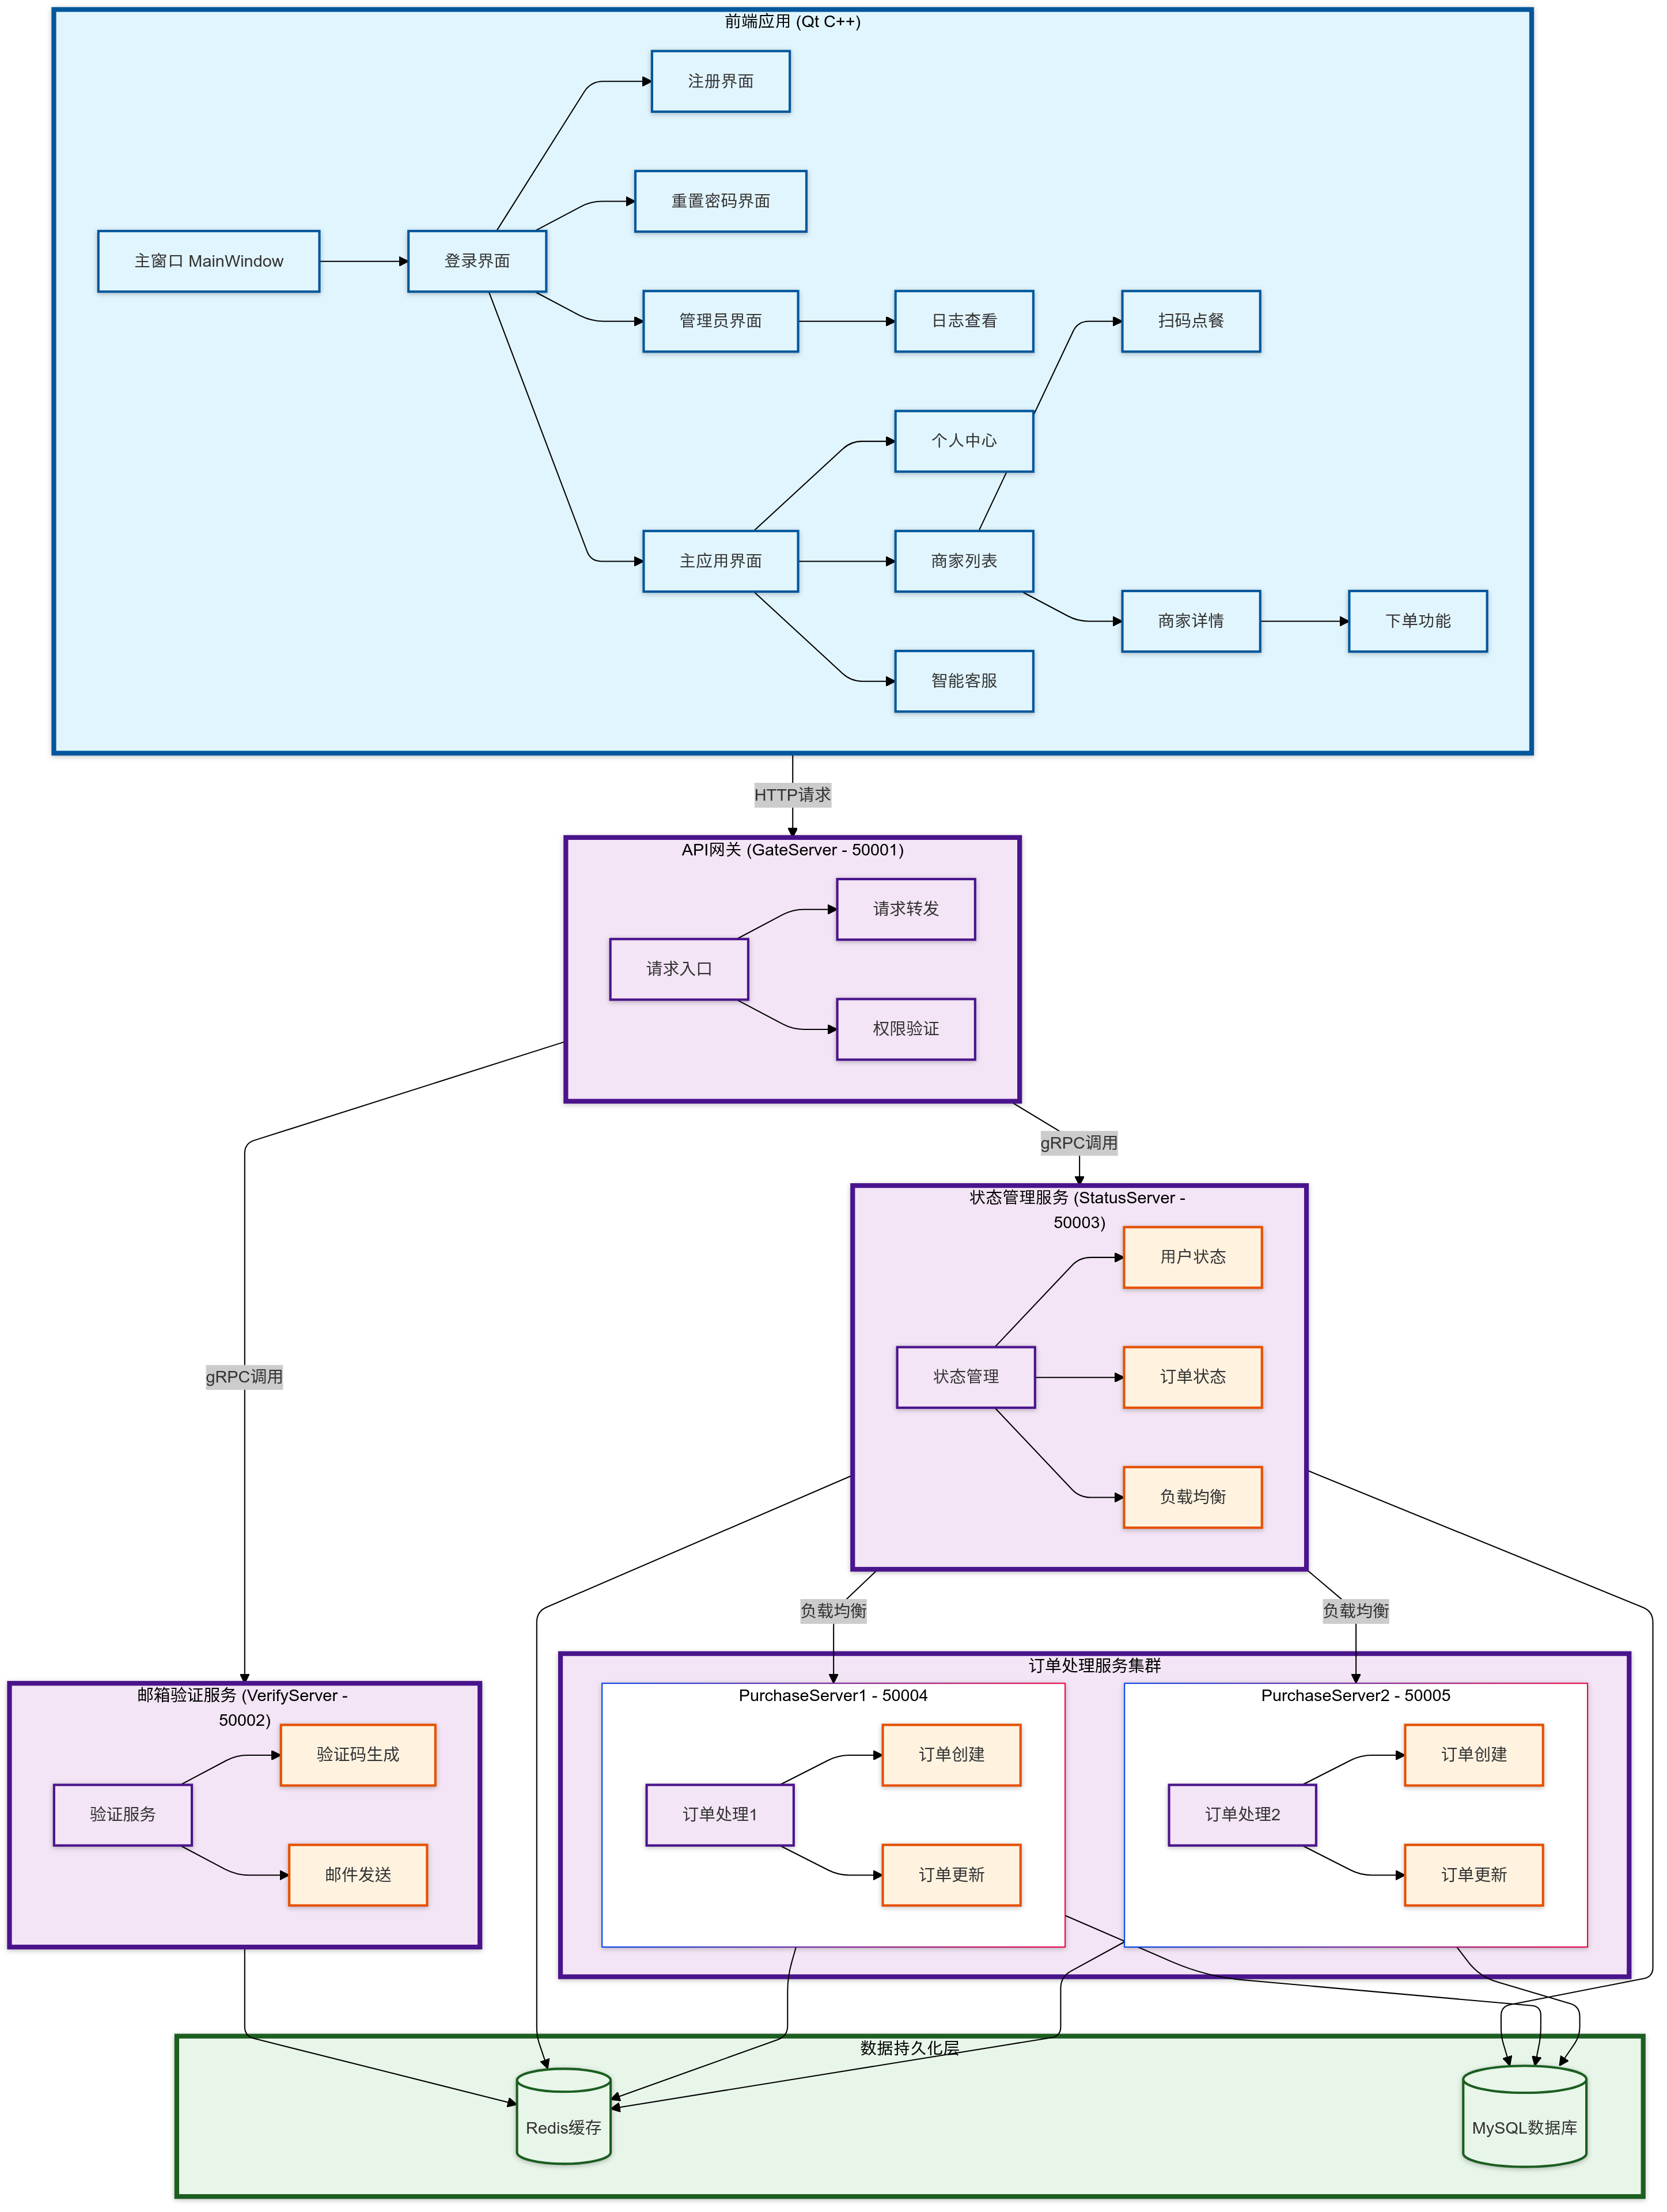 前端应用 (Qt C++)
注册界面
重置密码界面
主窗口 MainWindow
登录界面
管理员界面
日志查看
扫码点餐
个人中心
主应用界面
商家列表
商家详情
下单功能
智能客服
HTTP请求
API网关 (GateServer - 50001)
请求转发
请求入口
权限验证
gRPC调用
状态管理服务 (StatusServer -
50003)
用户状态
gRPC调用
状态管理
订单状态
负载均衡
负载均衡
负载均衡
订单处理服务集群
邮箱验证服务 (VerifyServer -
50002)
验证码生成
验证服务
邮件发送
PurchaseServer1 - 50004
订单创建
订单处理1
订单更新
PurchaseServer2 - 50005
订单创建
订单处理2
订单更新
数据持久化层
Redis缓存
MySQL数据库